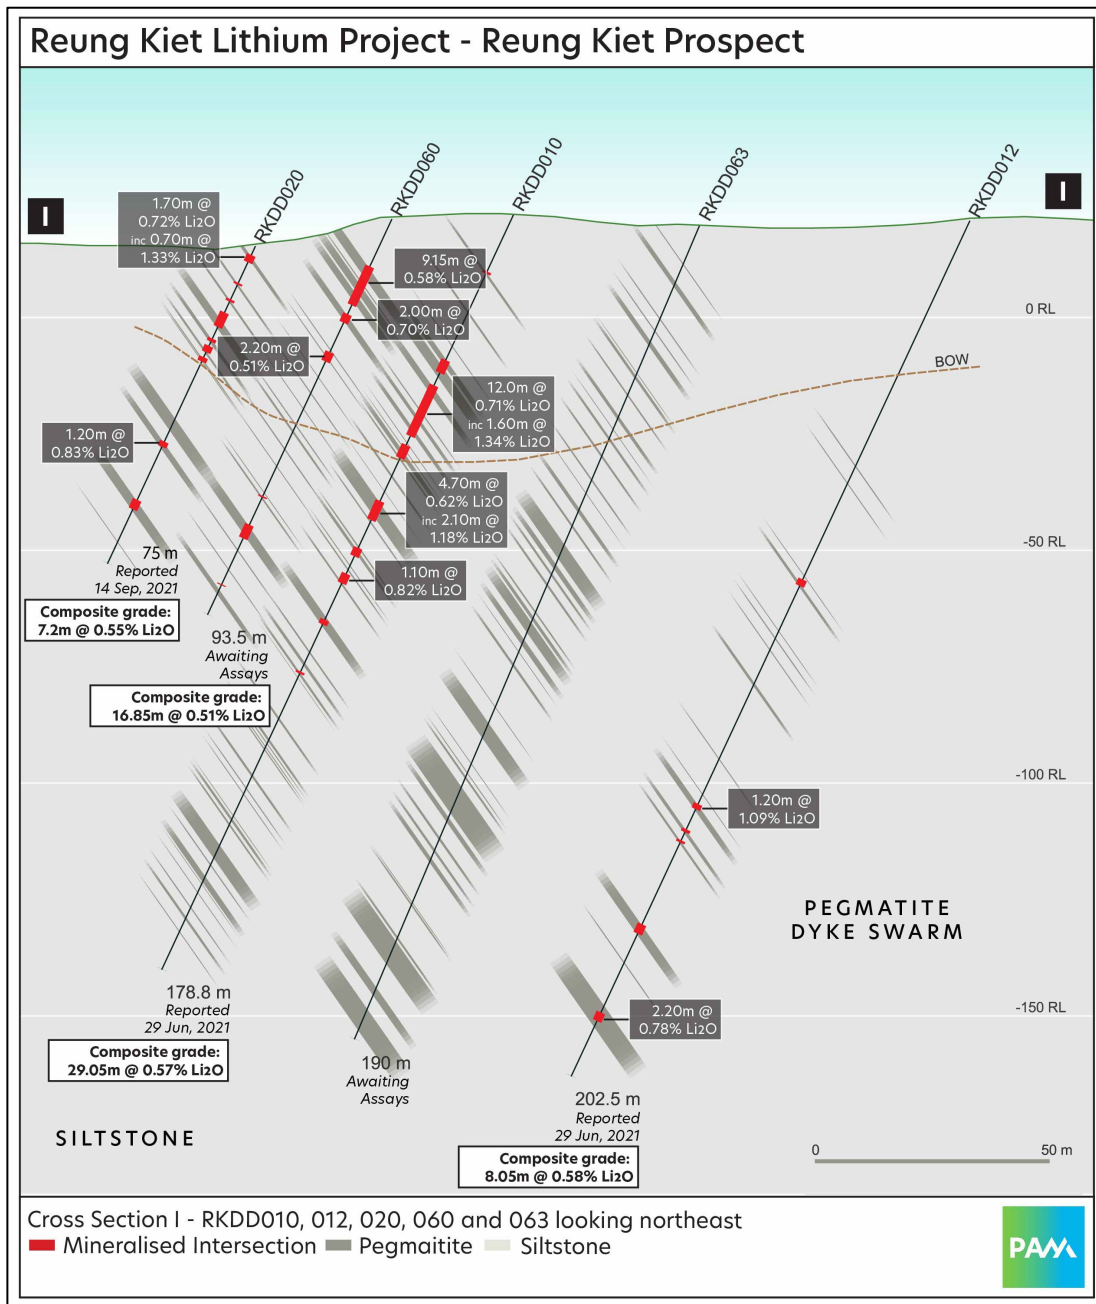 Reung Kiet Lithium Project - Reung Kiet Prospect
I
I
RKDD020
RKDD060
RKDD010
RKDD063
RKDD012
1.70m @
0.72% Li2O
inc 0.70m @
1.33% Li2O
9.15m @
0.58% Li2O
2.00m @
0.70% Li2O
0 RL
2.20m @
0.51% Li2O
BOW
12.0m @
0.71% Li2O
inc 1.60m @
1.34% Li2O
1.20m @
0.83% Li2O
4.70m @
0.62% Li2O
inc 2.10m @
1.18% Li2O
-50 RL
75 m
Reported
14 Sep, 2021
Composite grade:
7.2m @ 0.55% Li2O
1.10m @
0.82% Li2O
93.5 m
Awaiting
Assays
Composite grade:
16.85m @ 0.51% Li2O
-100 RL
1.20m @
1.09% Li2O
PEGMATITE
DYKE SWARM
178.8 m
Reported
29 Jun, 2021
Composite grade:
29.05m @ 0.57% Li2O
-150 RL
2.20m @
0.78% Li2O
190 m
Awaiting
Assays
202.5 m
Reported
29 Jun, 2021
Composite grade:
8.05m @ 0.58% Li2O
SILTSTONE
0 50 m
Cross Section I - RKDD010, 012, 020, 060 and 063 looking northeast
Mineralised Intersection Pegmaitite Siltstone
PAM